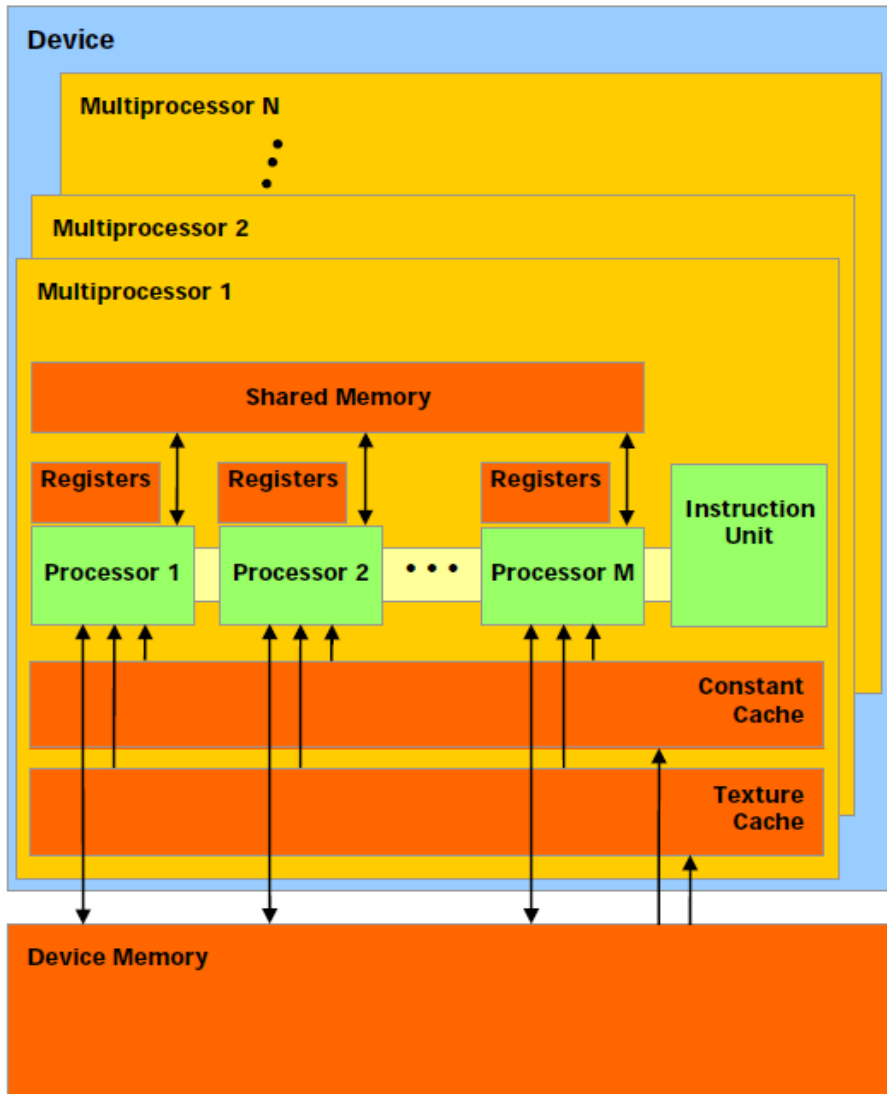 Device
Multiprocessor N
Multiprocessor 2
Multiprocessor 1
Shared Memory
Registers
Registers
Registers
Instruction
Unit
Processor 1
Processor 2
• • •
Processor M
Constant
Cache
Texture
Cache
Device Memory